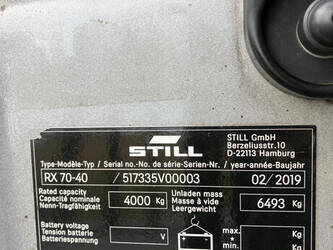 STILL
STILL GmbH
Berzeliusstr.10
D-22113 Hamburg
Type-Modèle-Typ / Serial no.-No. de série-Serien-Nr. / year-année-Baujahr
RX 70-40 / 517335V00003 02/2019
Rated capacity Unladen mass
Capacité nominale 4000 Kg Masse à vide 6493 Kg
Nenn-Tragfähigkeit Leergewicht
Battery voltage max. Kg
Tension batterie V
Batteriespannung